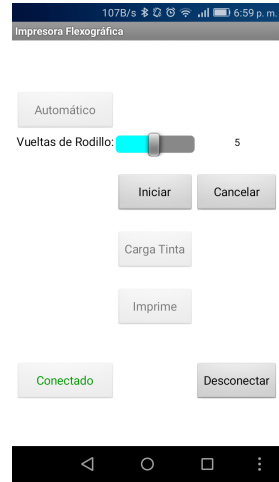 107B/s 6:59 p. m.
Impresora Flexográfica
Automático
Vueltas de Rodillo: 5
Iniciar Cancelar
Carga Tinta
Imprime
Conectado Desconectar